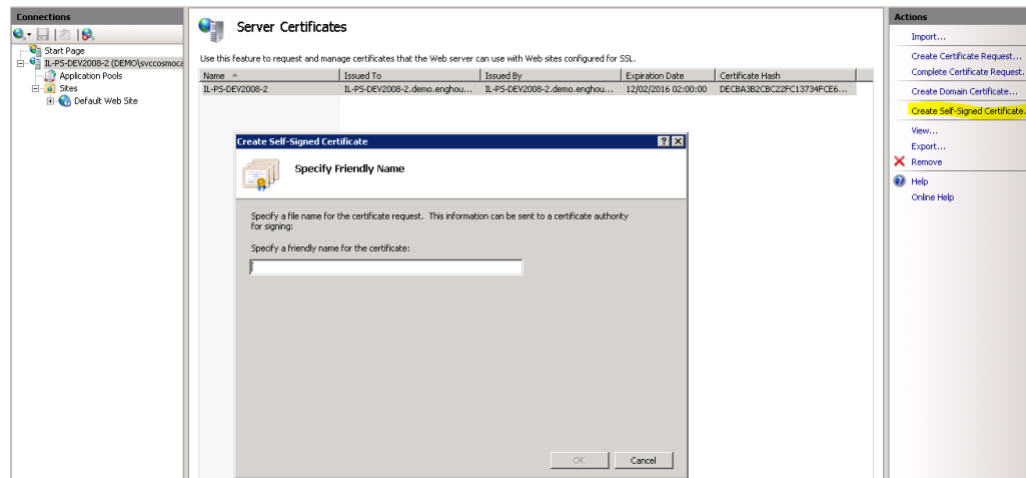 Connections
Start Page
IL-PS-DEV2008-2 (DEMO\svccosmoca
Application Pools
Sites
Default Web Site
Server Certificates
Use this feature to request and manage certificates that the Web server can use with Web sites configured for SSL.
Name Issued To Issued By Expiration Date Certificate Hash
IL-PS-DEV2008-2 IL-PS-DEV2008-2.demo.enghou... IL-PS-DEV2008-2.demo.enghou... 12/02/2016 02:00:00 DECBA3B2CBC22FC13734FCE6...
Create Self-Signed Certificate
Specify Friendly Name
Specify a file name for the certificate request. This information can be sent to a certificate authority
for signing:
Specify a friendly name for the certificate:
OK Cancel
Actions
Import...
Create Certificate Request...
Complete Certificate Request.
Create Domain Certificate...
Create Self-Signed Certificate.
View...
Export...
Remove
Help
Online Help